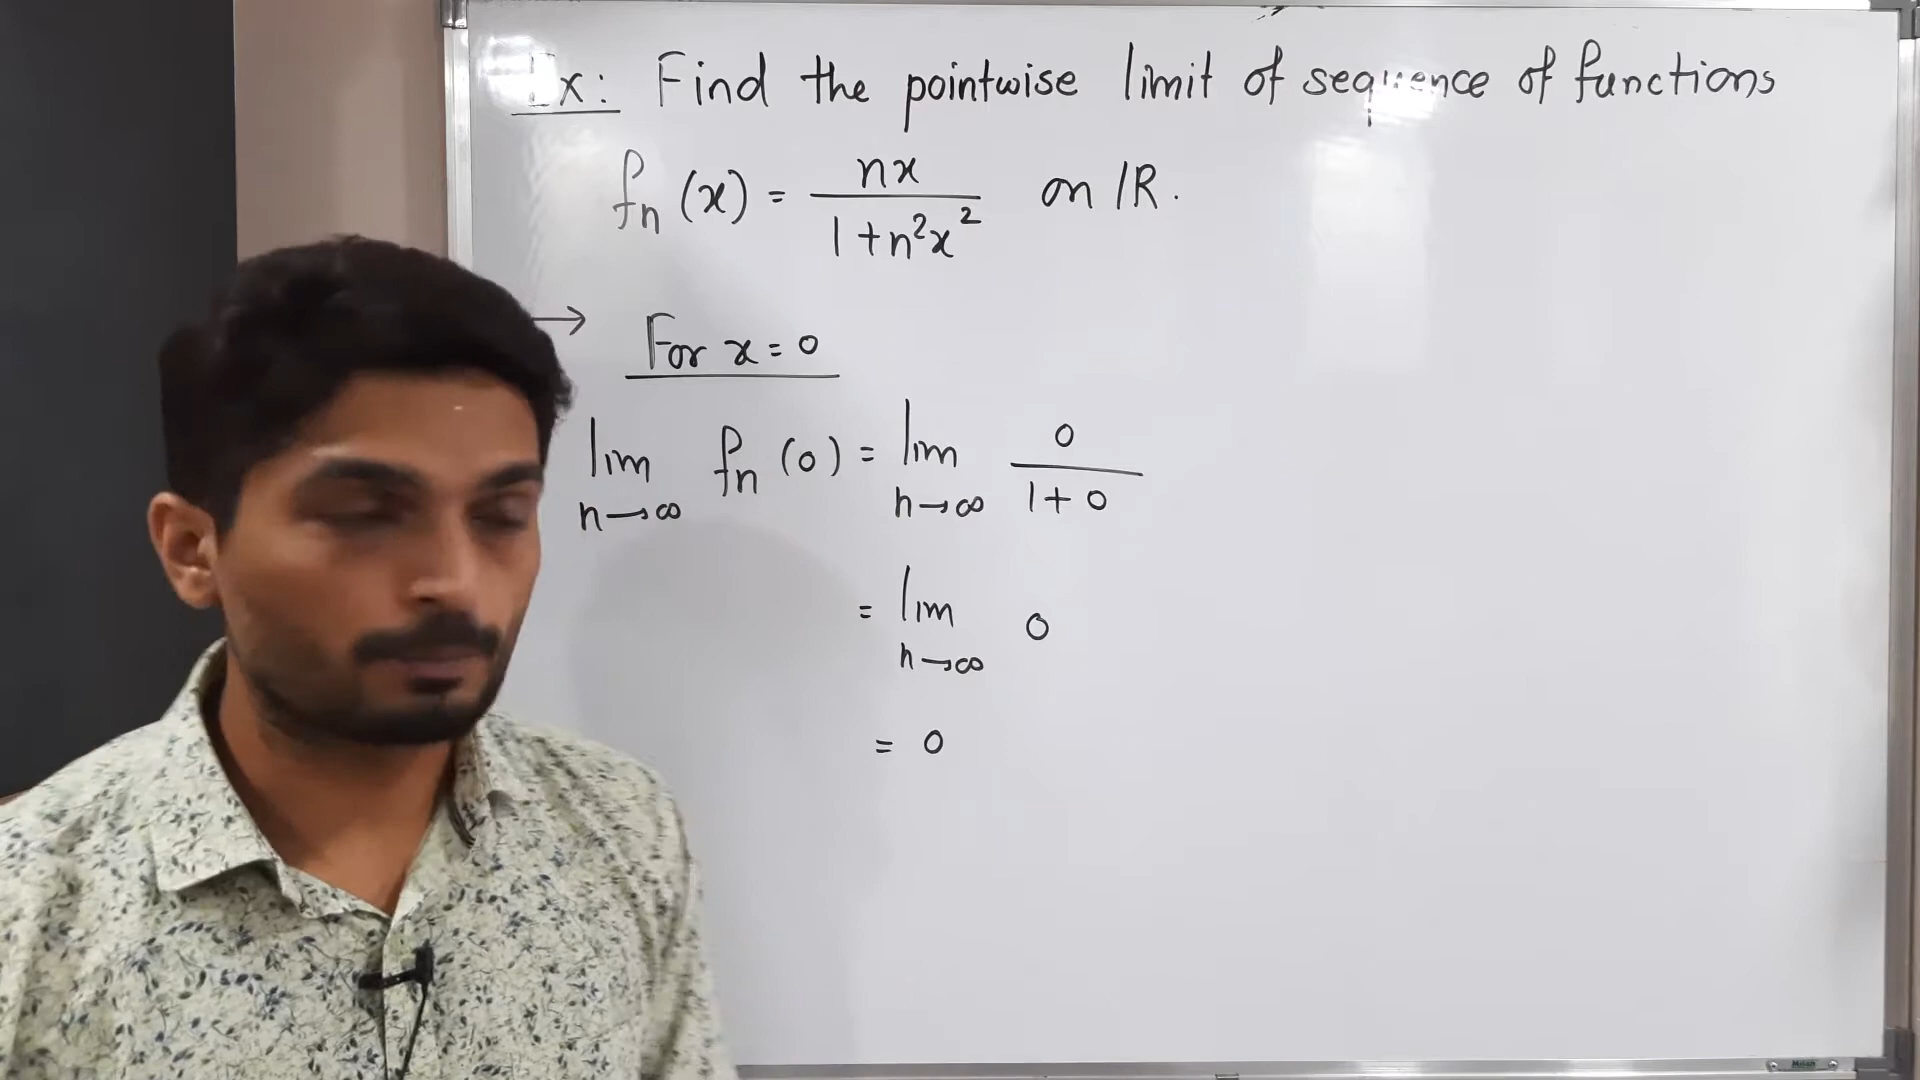 Ex: Find the pointwise limit of sequence of functions
fₙ(x) = nx / (1+n²x²) on ℝ.
→ For x = 0
lim n→∞ fₙ(0) = lim n→∞ 0 / (1+0)
= lim n→∞ 0
= 0